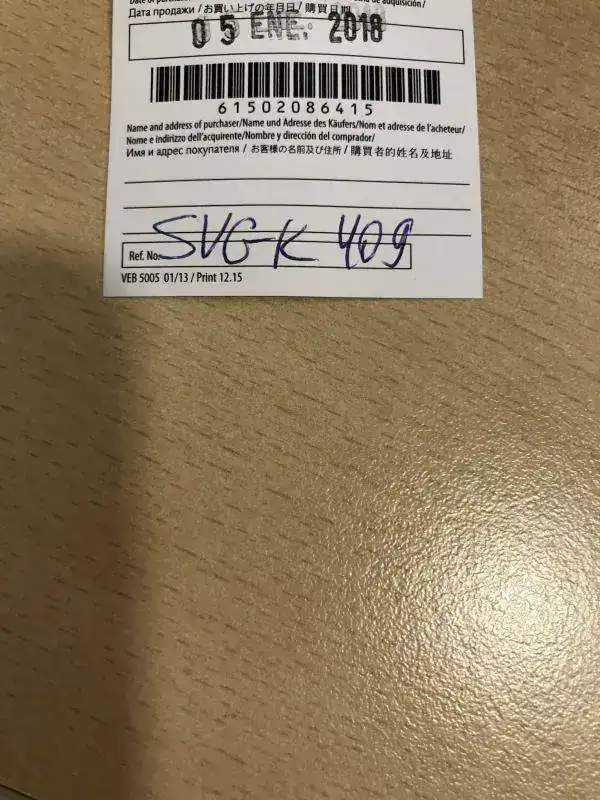 Дата продажи / お買い上げの年月日 / 購買日期
0 5 ENE. 2018
61502086415
Name and address of purchaser/Name und Adresse des Käufers/Nom et adresse de l'acheteur/
Nome e indirizzo dell'acquirente/Nombre y dirección del comprador/
Имя и адрес покупателя / お客様の名前及び住所 / 購買者的姓名及地址
Ref. No: SVG-K 409
VEB 5005 01/13 / Print 12.15